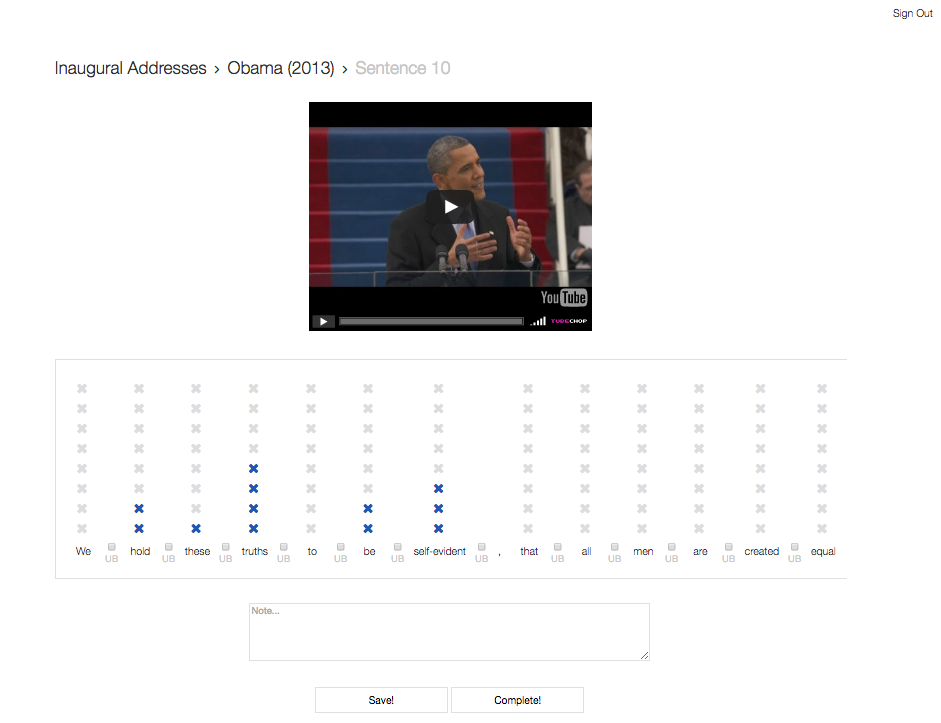 Sign Out
Inaugural Addresses › Obama (2013) › Sentence 10
You Tube
TUBECHOP
We UB hold UB these UB truths UB to UB be UB self-evident UB , that UB all UB men UB are UB created UB equal
Note...
Save! Complete!